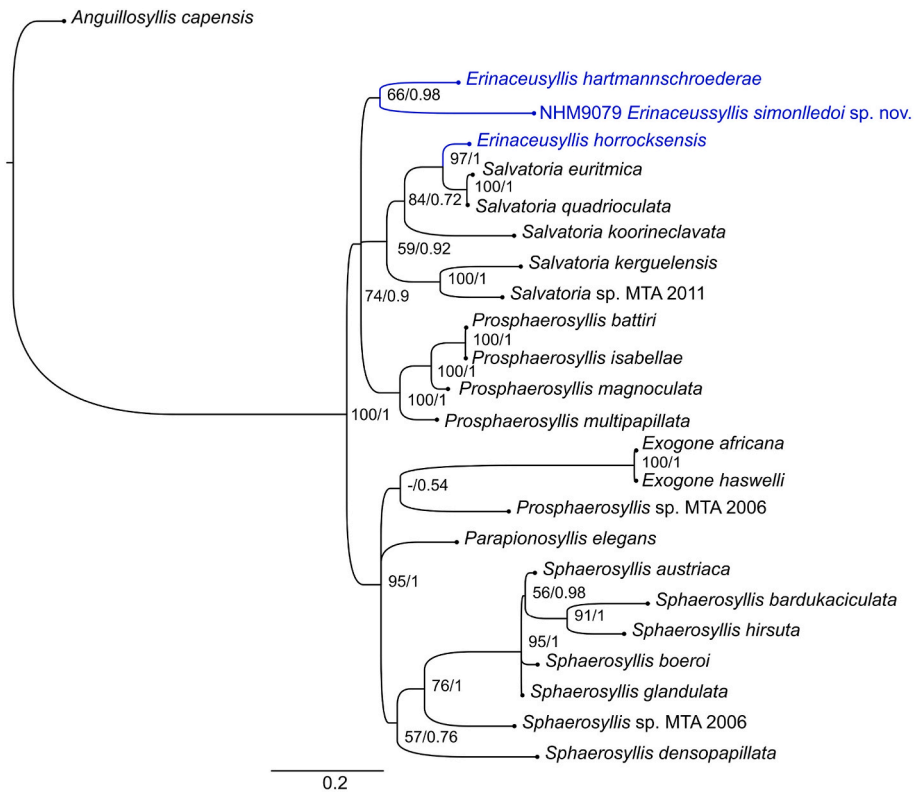 Anguillosyllis capensis
Erinaceusyllis hartmannschroederae
66/0.98
NHM9079 Erinaceussyllis simonlledoi sp. nov.
Erinaceusyllis horrocksensis
97/1
Salvatoria euritmica
100/1
84/0.72
Salvatoria quadrioculata
Salvatoria koorineclavata
59/0.92
Salvatoria kerguelensis
100/1
74/0.9
Salvatoria sp. MTA 2011
Prosphaerosyllis battiri
100/1
Prosphaerosyllis isabellae
100/1
Prosphaerosyllis magnoculata
100/1
100/1
Prosphaerosyllis multipapillata
Exogone africana
100/1
Exogone haswelli
-/0.54
Prosphaerosyllis sp. MTA 2006
Parapionosyllis elegans
Sphaerosyllis austriaca
95/1
56/0.98
Sphaerosyllis bardukaciculata
91/1
Sphaerosyllis hirsuta
95/1
Sphaerosyllis boeroi
76/1
Sphaerosyllis glandulata
Sphaerosyllis sp. MTA 2006
57/0.76
Sphaerosyllis densopapillata
0.2